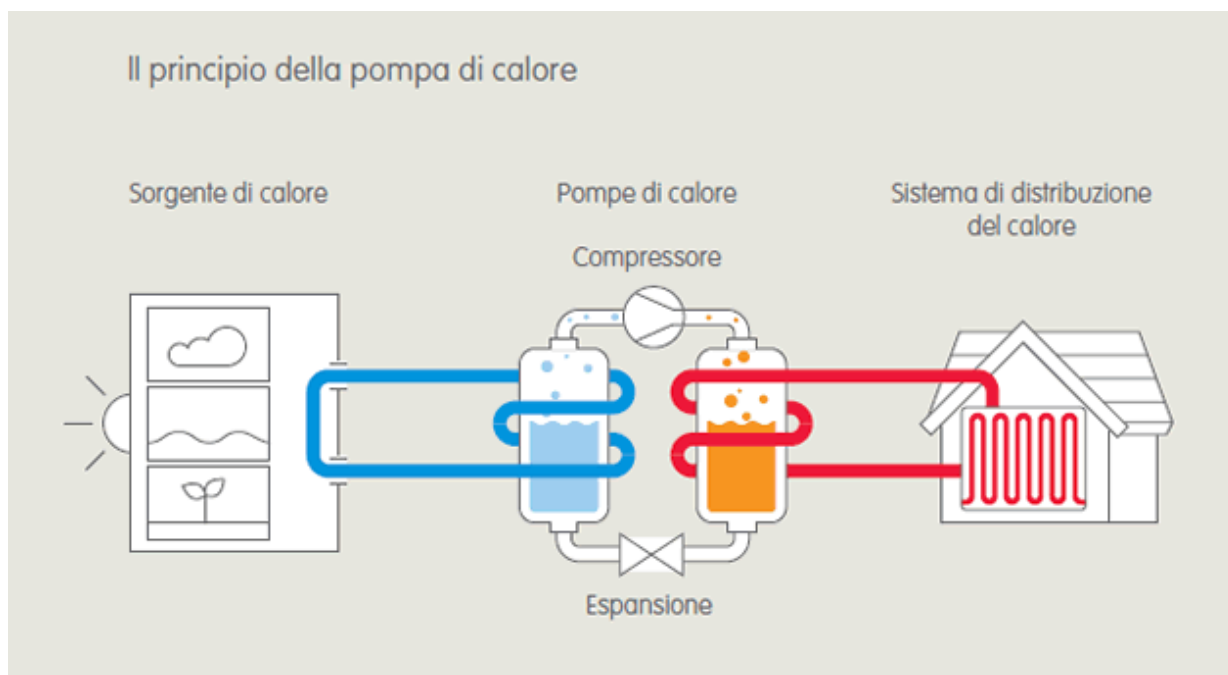 Il principio della pompa di calore
Sorgente di calore
Pompe di calore
Sistema di distribuzione
del calore
Compressore
Espansione